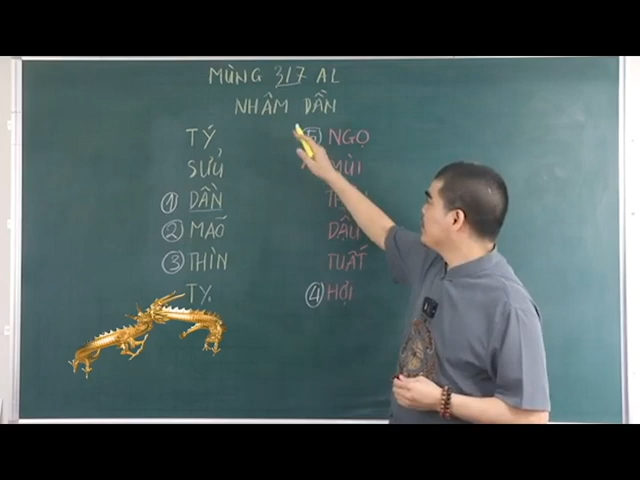 MÙNG 3/7 AL
NHÂM DẦN
TÝ
SỬU
① DẦN
② MÃO
③ THÌN
TỴ
⑤ NGỌ
MÙI
DẬU
TUẤT
④ HỢI